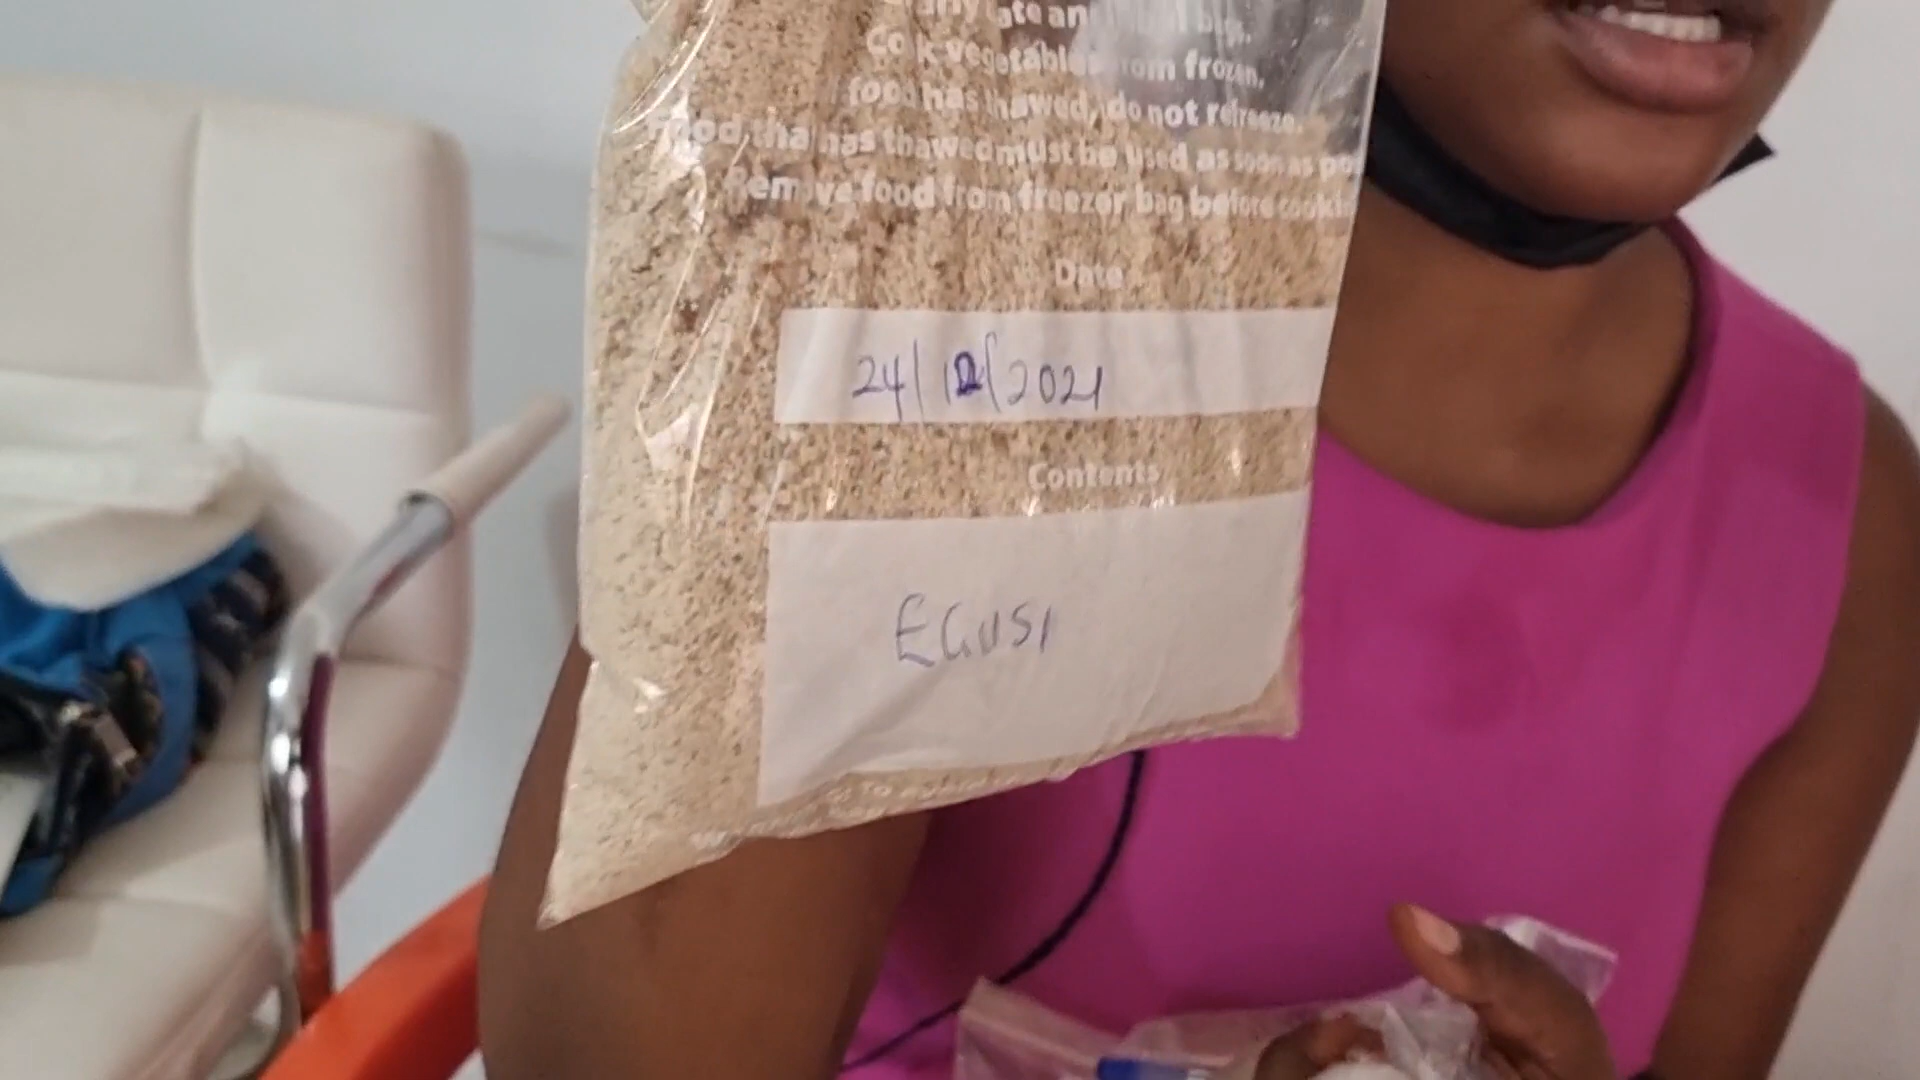 Cook vegetables from frozen.
food has thawed, do not refreeze.
Food that has thawed must be used as soon as
Remove food from freezer bag before
Date
24/12/2021
Contents
EGUSI